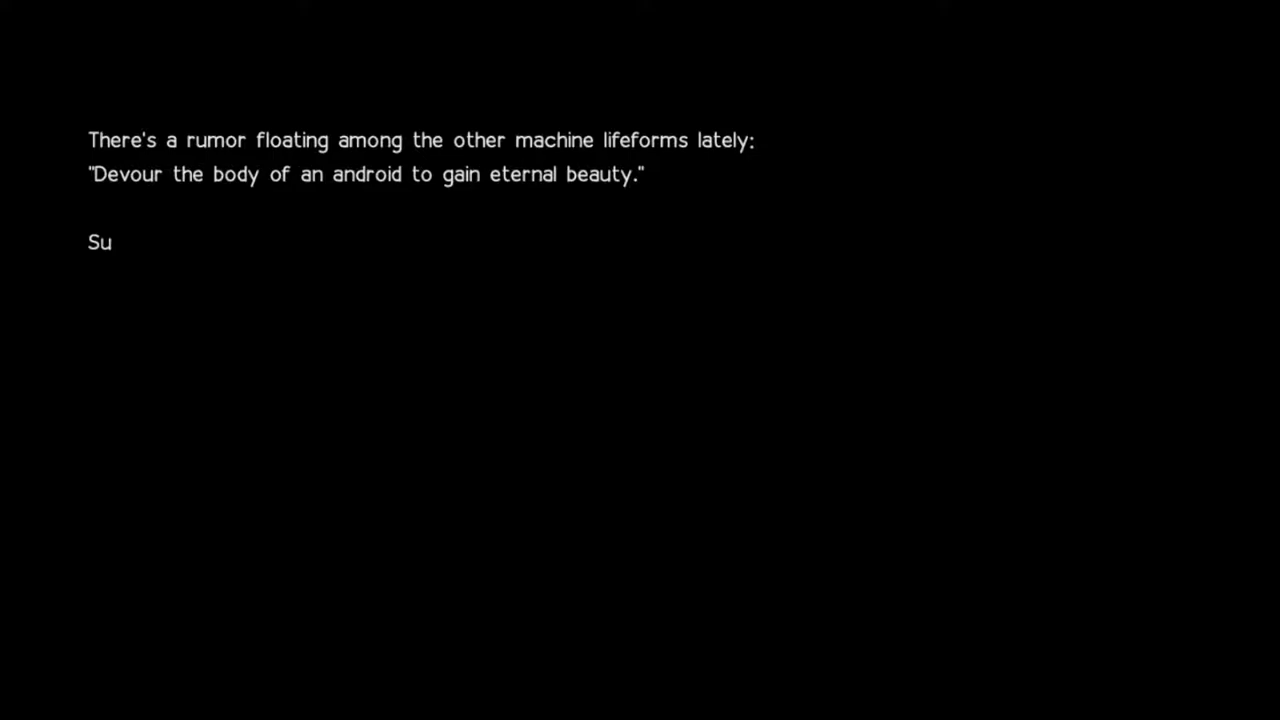 There's a rumor floating among the other machine lifeforms lately:
"Devour the body of an android to gain eternal beauty."
Su